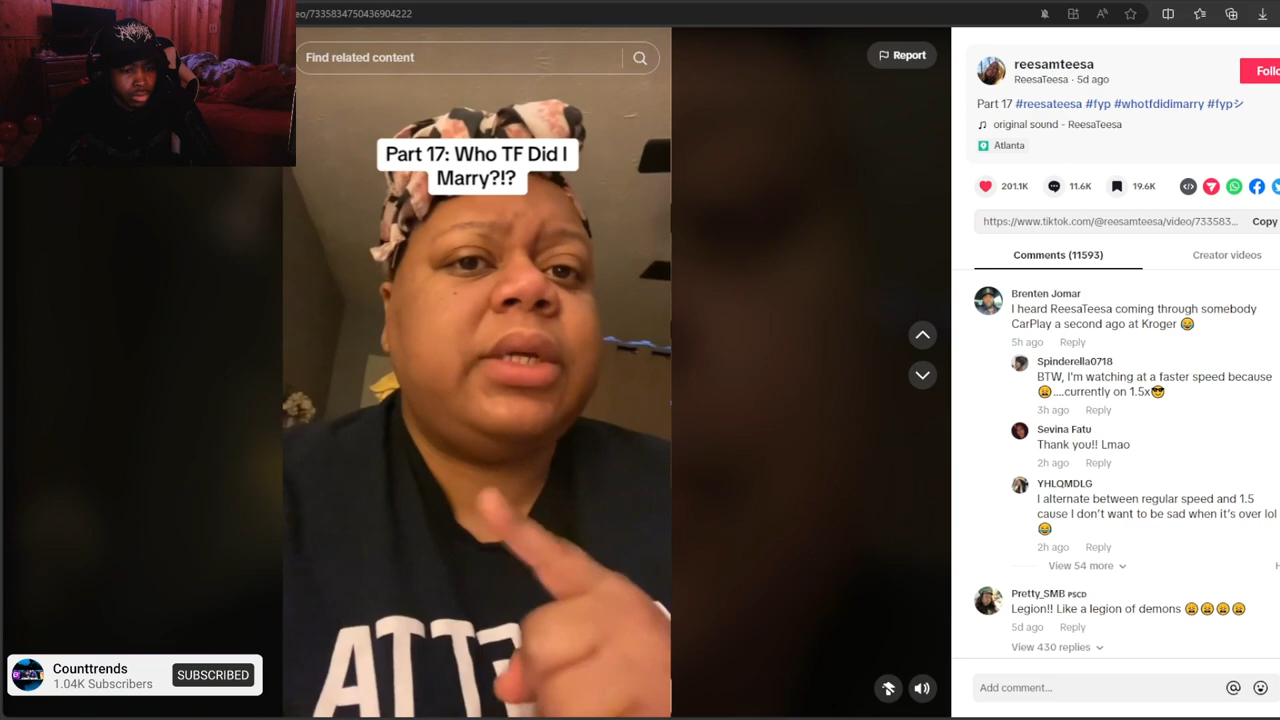 eo/7335834750436904222
Find related content
Report
Part 17: Who TF Did I
Marry?!?
ATT
Counttrends
1.04K Subscribers
SUBSCRIBED
reesamteesa
ReesaTeesa · 5d ago
Follo
Part 17 #reesateesa #fyp #whotfdidimarry #fypシ
♫ original sound - ReesaTeesa
Atlanta
201.1K
11.6K
19.6K
https://www.tiktok.com/@reesamteesa/video/733583...
Copy
Comments (11593)
Creator videos
Brenten Jomar
I heard ReesaTeesa coming through somebody
CarPlay a second ago at Kroger 😂
5h ago Reply
Spinderella0718
BTW, I'm watching at a faster speed because
😩....currently on 1.5x😎
3h ago Reply
Sevina Fatu
Thank you!! Lmao
2h ago Reply
YHLQMDLG
I alternate between regular speed and 1.5
cause I don't want to be sad when it's over lol
😂
2h ago Reply
View 54 more
H
Pretty_SMB PSCD
Legion!! Like a legion of demons 😩😩😩😩
5d ago Reply
View 430 replies
Add comment...